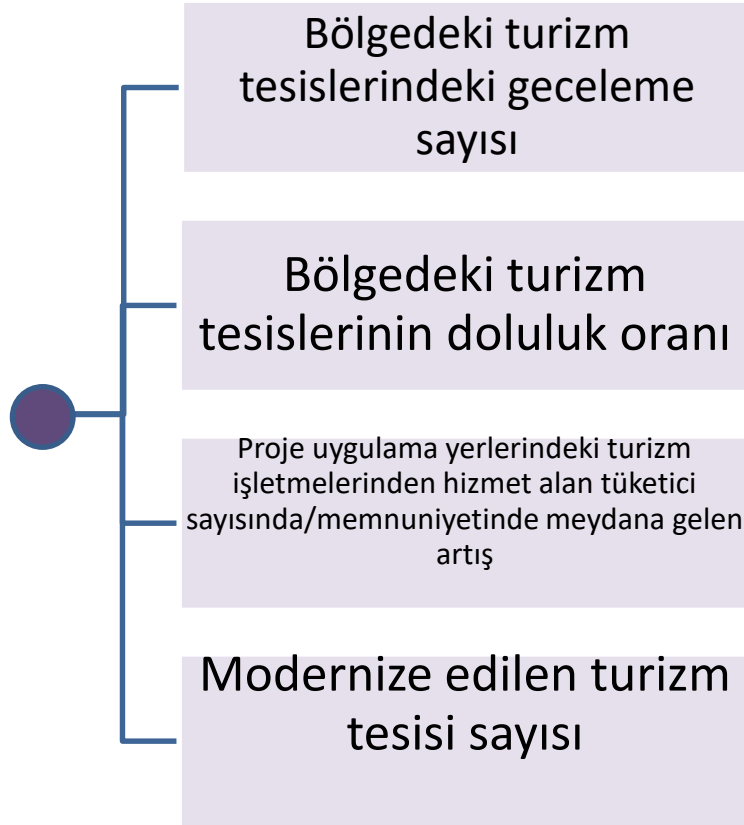 Bölgedeki turizm
tesislerindeki geceleme
sayısı
Bölgedeki turizm
tesislerinin doluluk oranı
Proje uygulama yerlerindeki turizm
işletmelerinden hizmet alan tüketici
sayısında/memnuniyetinde meydana gelen
artış
Modernize edilen turizm
tesisi sayısı